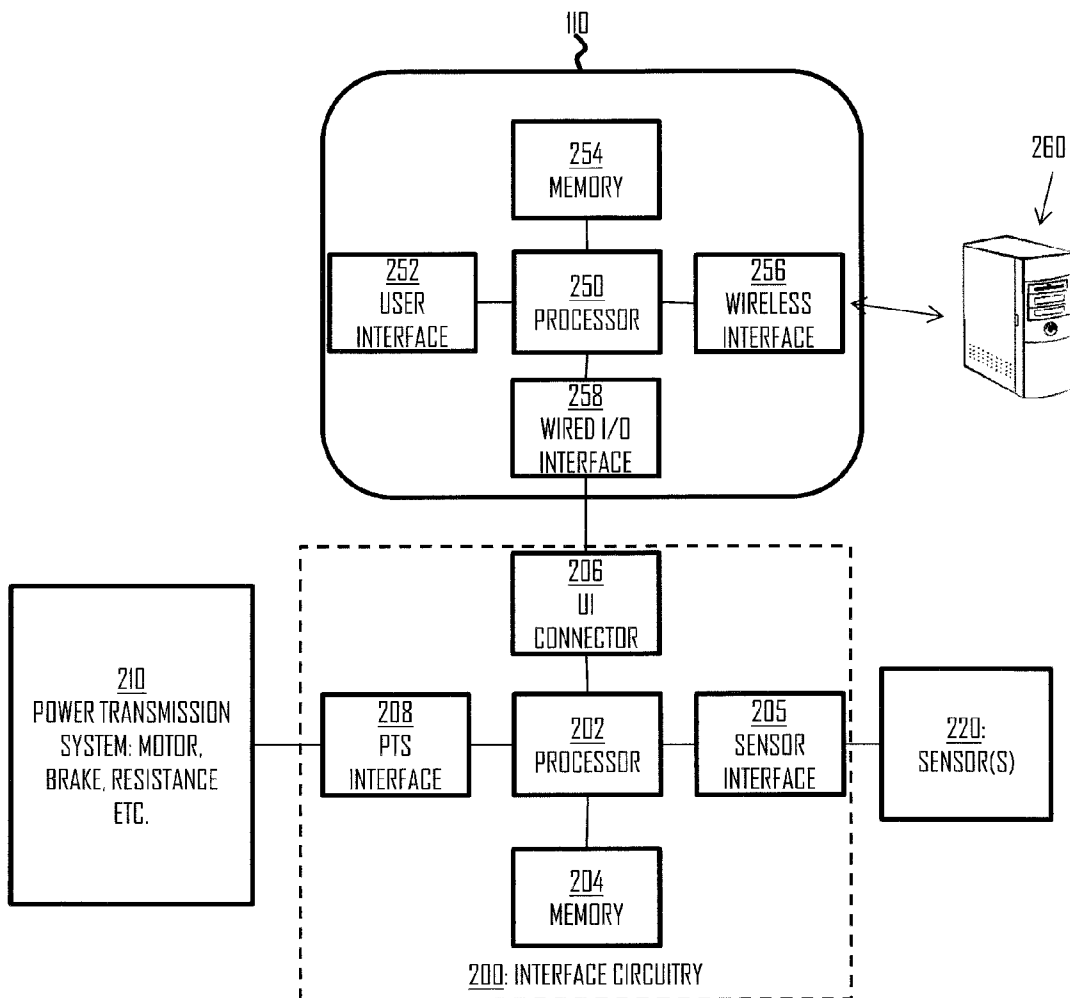 110
254
MEMORY
260
252
USER
INTERFACE
250
PROCESSOR
256
WIRELESS
INTERFACE
258
WIRED I/O
INTERFACE
206
UI
CONNECTOR
210
POWER TRANSMISSION
SYSTEM: MOTOR,
BRAKE, RESISTANCE
ETC.
208
PTS
INTERFACE
202
PROCESSOR
205
SENSOR
INTERFACE
220:
SENSOR(S)
204
MEMORY
200: INTERFACE CIRCUITRY